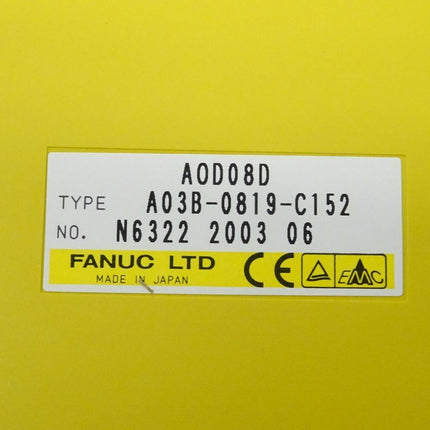 AOD08D
TYPE A03B-0819-C152
NO. N6322 2003 06
FANUC LTD
MADE IN JAPAN
CE EMC